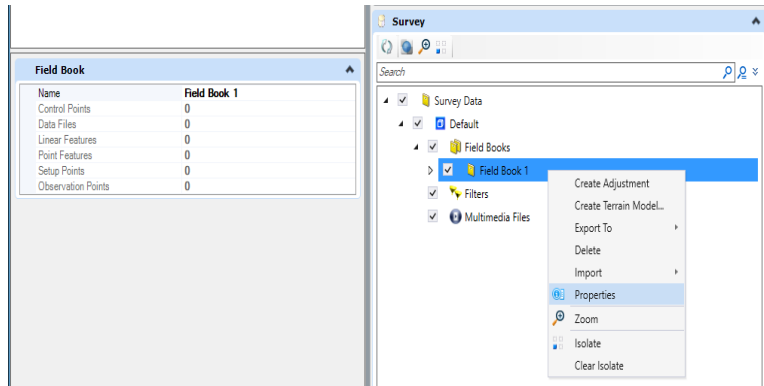 Field Book
Name Field Book 1
Control Points 0
Data Files 0
Linear Features 0
Point Features 0
Setup Points 0
Observation Points 0
Survey
Search
Survey Data
Default
Field Books
Field Book 1
Filters
Multimedia Files
Create Adjustment
Create Terrain Model...
Export To
Delete
Import
Properties
Zoom
Isolate
Clear Isolate